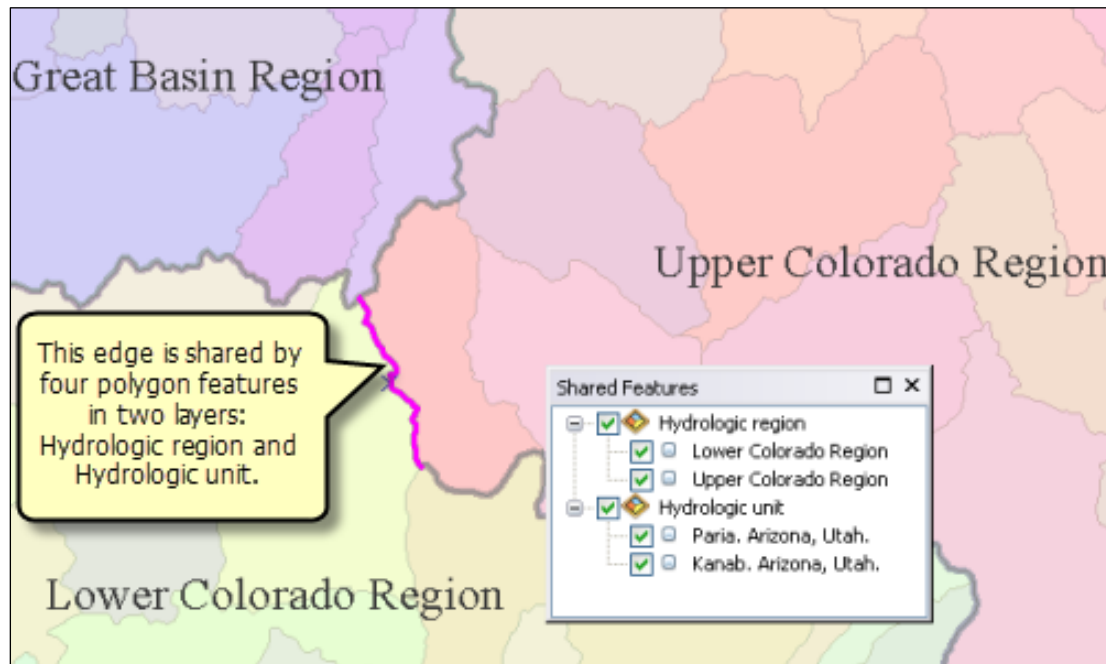 Great Basin Region
Upper Colorado Region
This edge is shared by
four polygon features
in two layers:
Hydrologic region and
Hydrologic unit.
Shared Features
Hydrologic region
Lower Colorado Region
Upper Colorado Region
Hydrologic unit
Paria. Arizona, Utah.
Kanab. Arizona, Utah.
Lower Colorado Region